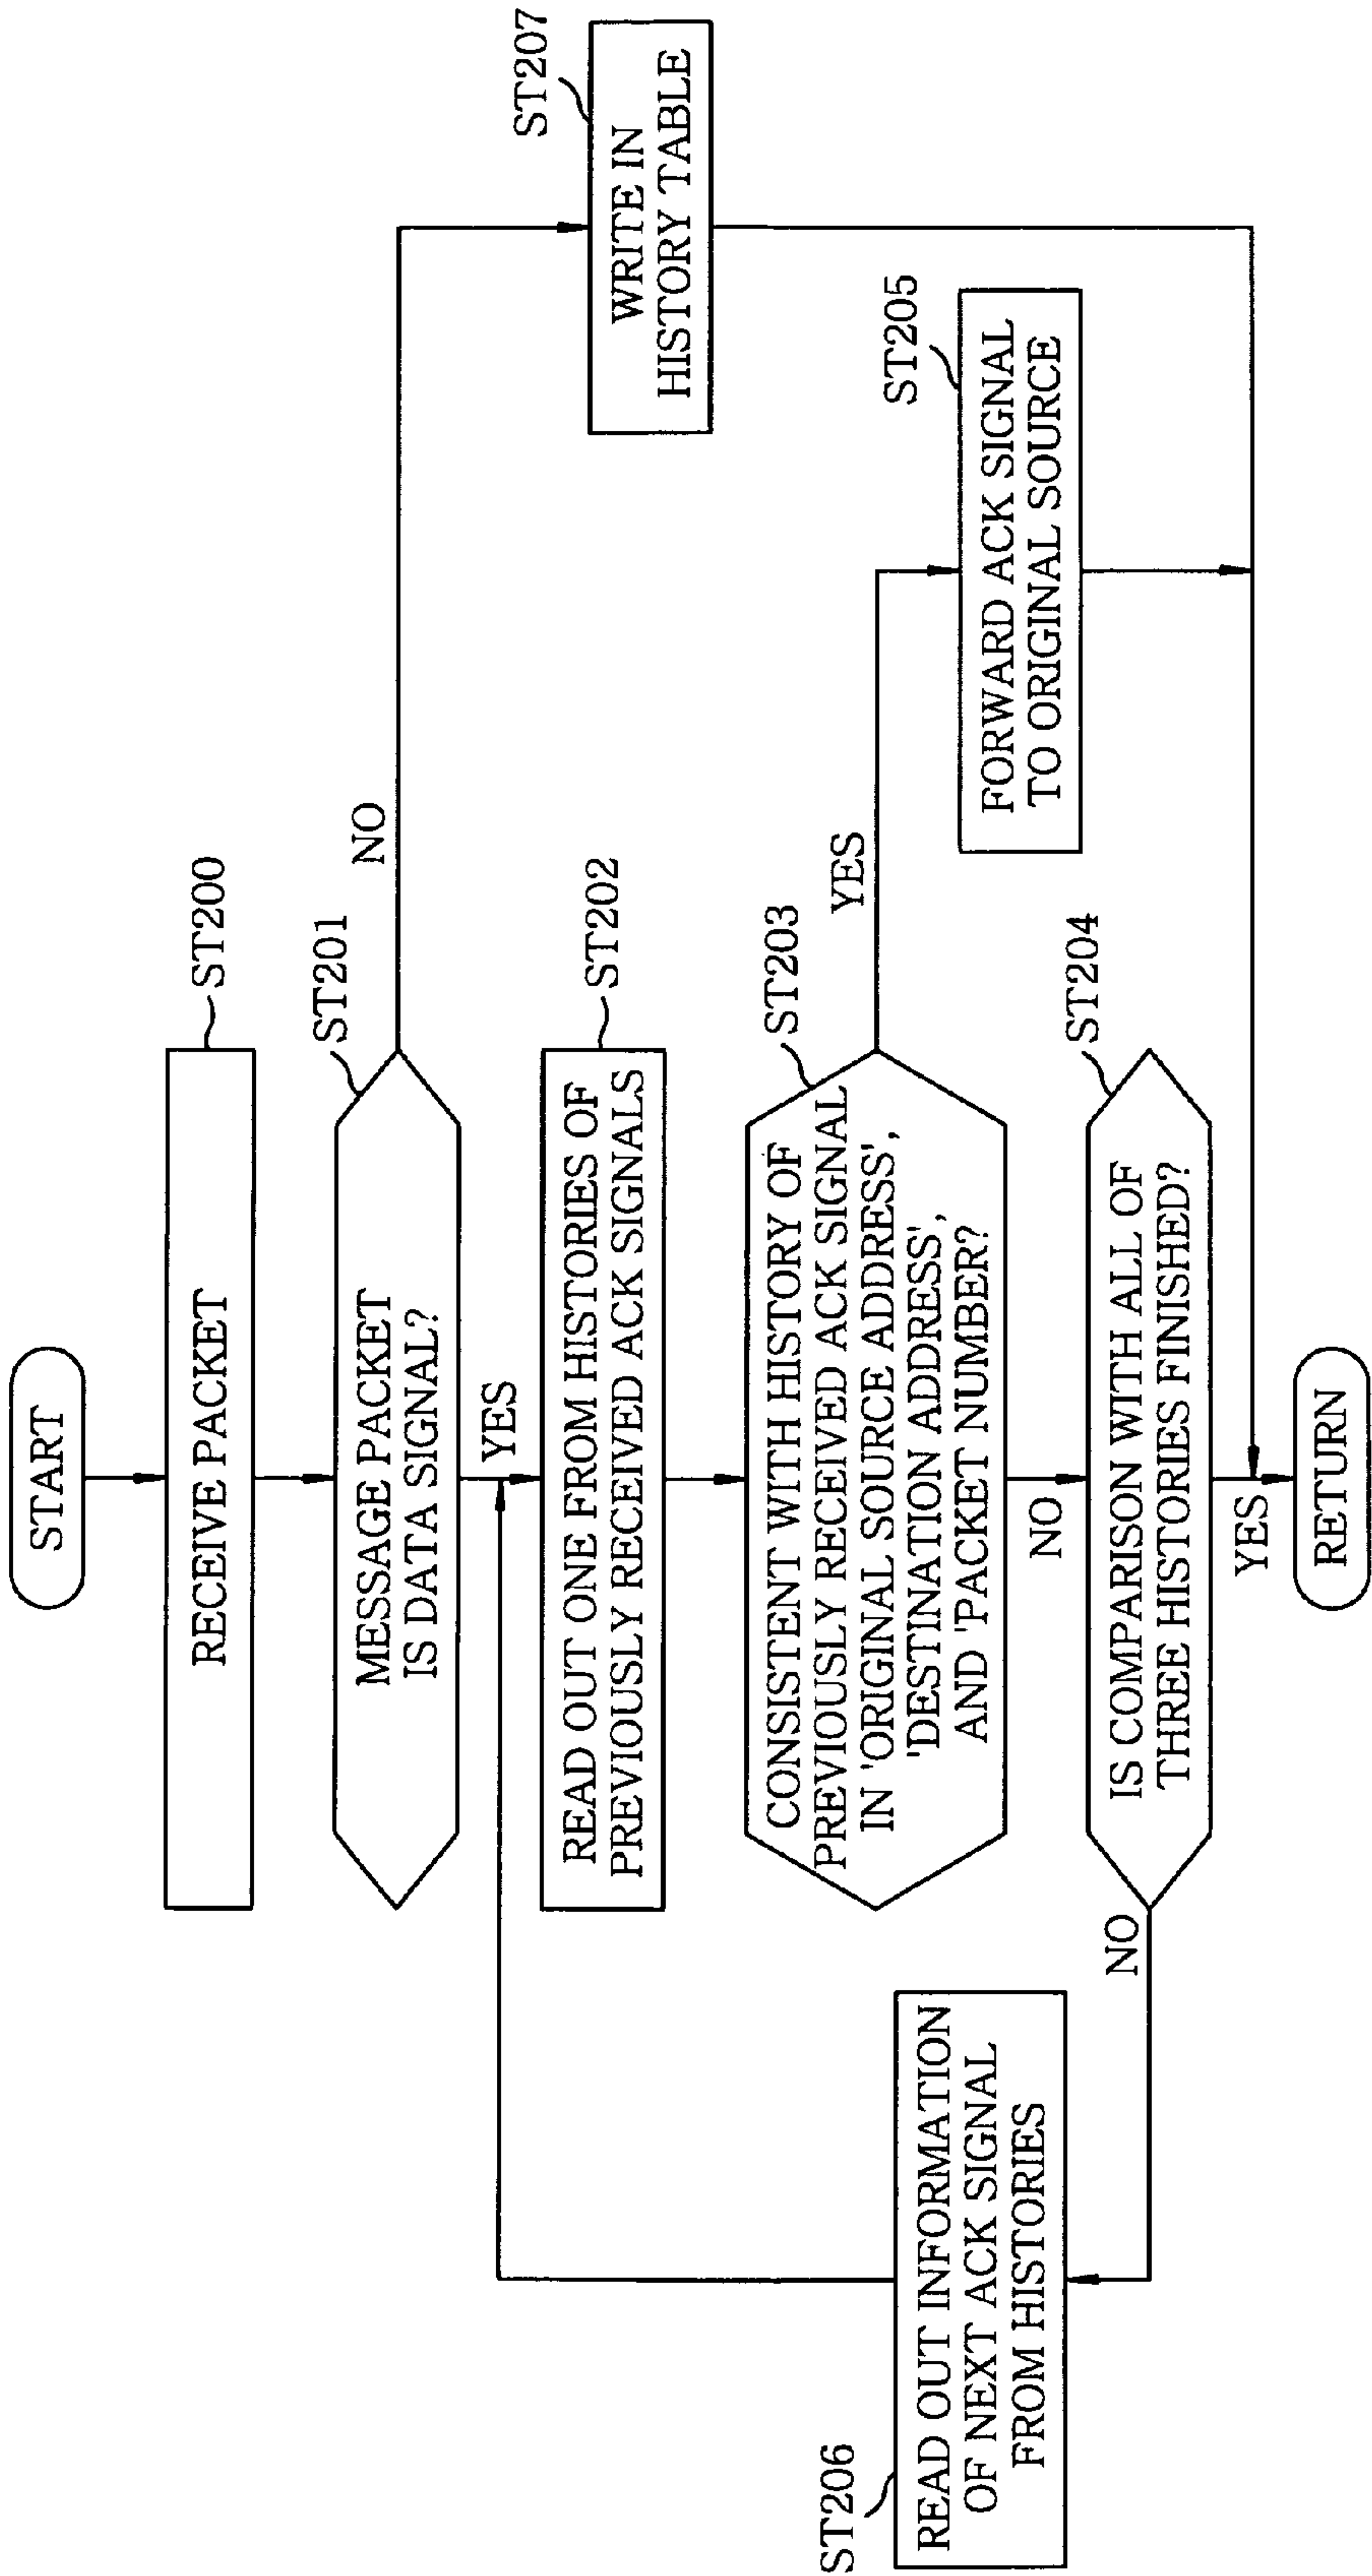 START
RECEIVE PACKET
ST200
MESSAGE PACKET
IS DATA SIGNAL?
ST201
NO
YES
READ OUT ONE FROM HISTORIES OF
PREVIOUSLY RECEIVED ACK SIGNALS
ST202
WRITE IN
HISTORY TABLE
ST207
CONSISTENT WITH HISTORY OF
PREVIOUSLY RECEIVED ACK SIGNAL
IN 'ORIGINAL SOURCE ADDRESS',
'DESTINATION ADDRESS',
AND 'PACKET NUMBER?
ST203
YES
NO
FORWARD ACK SIGNAL
TO ORIGINAL SOURCE
ST205
READ OUT INFORMATION
OF NEXT ACK SIGNAL
FROM HISTORIES
ST206
IS COMPARISON WITH ALL OF
THREE HISTORIES FINISHED?
ST204
NO
YES
RETURN